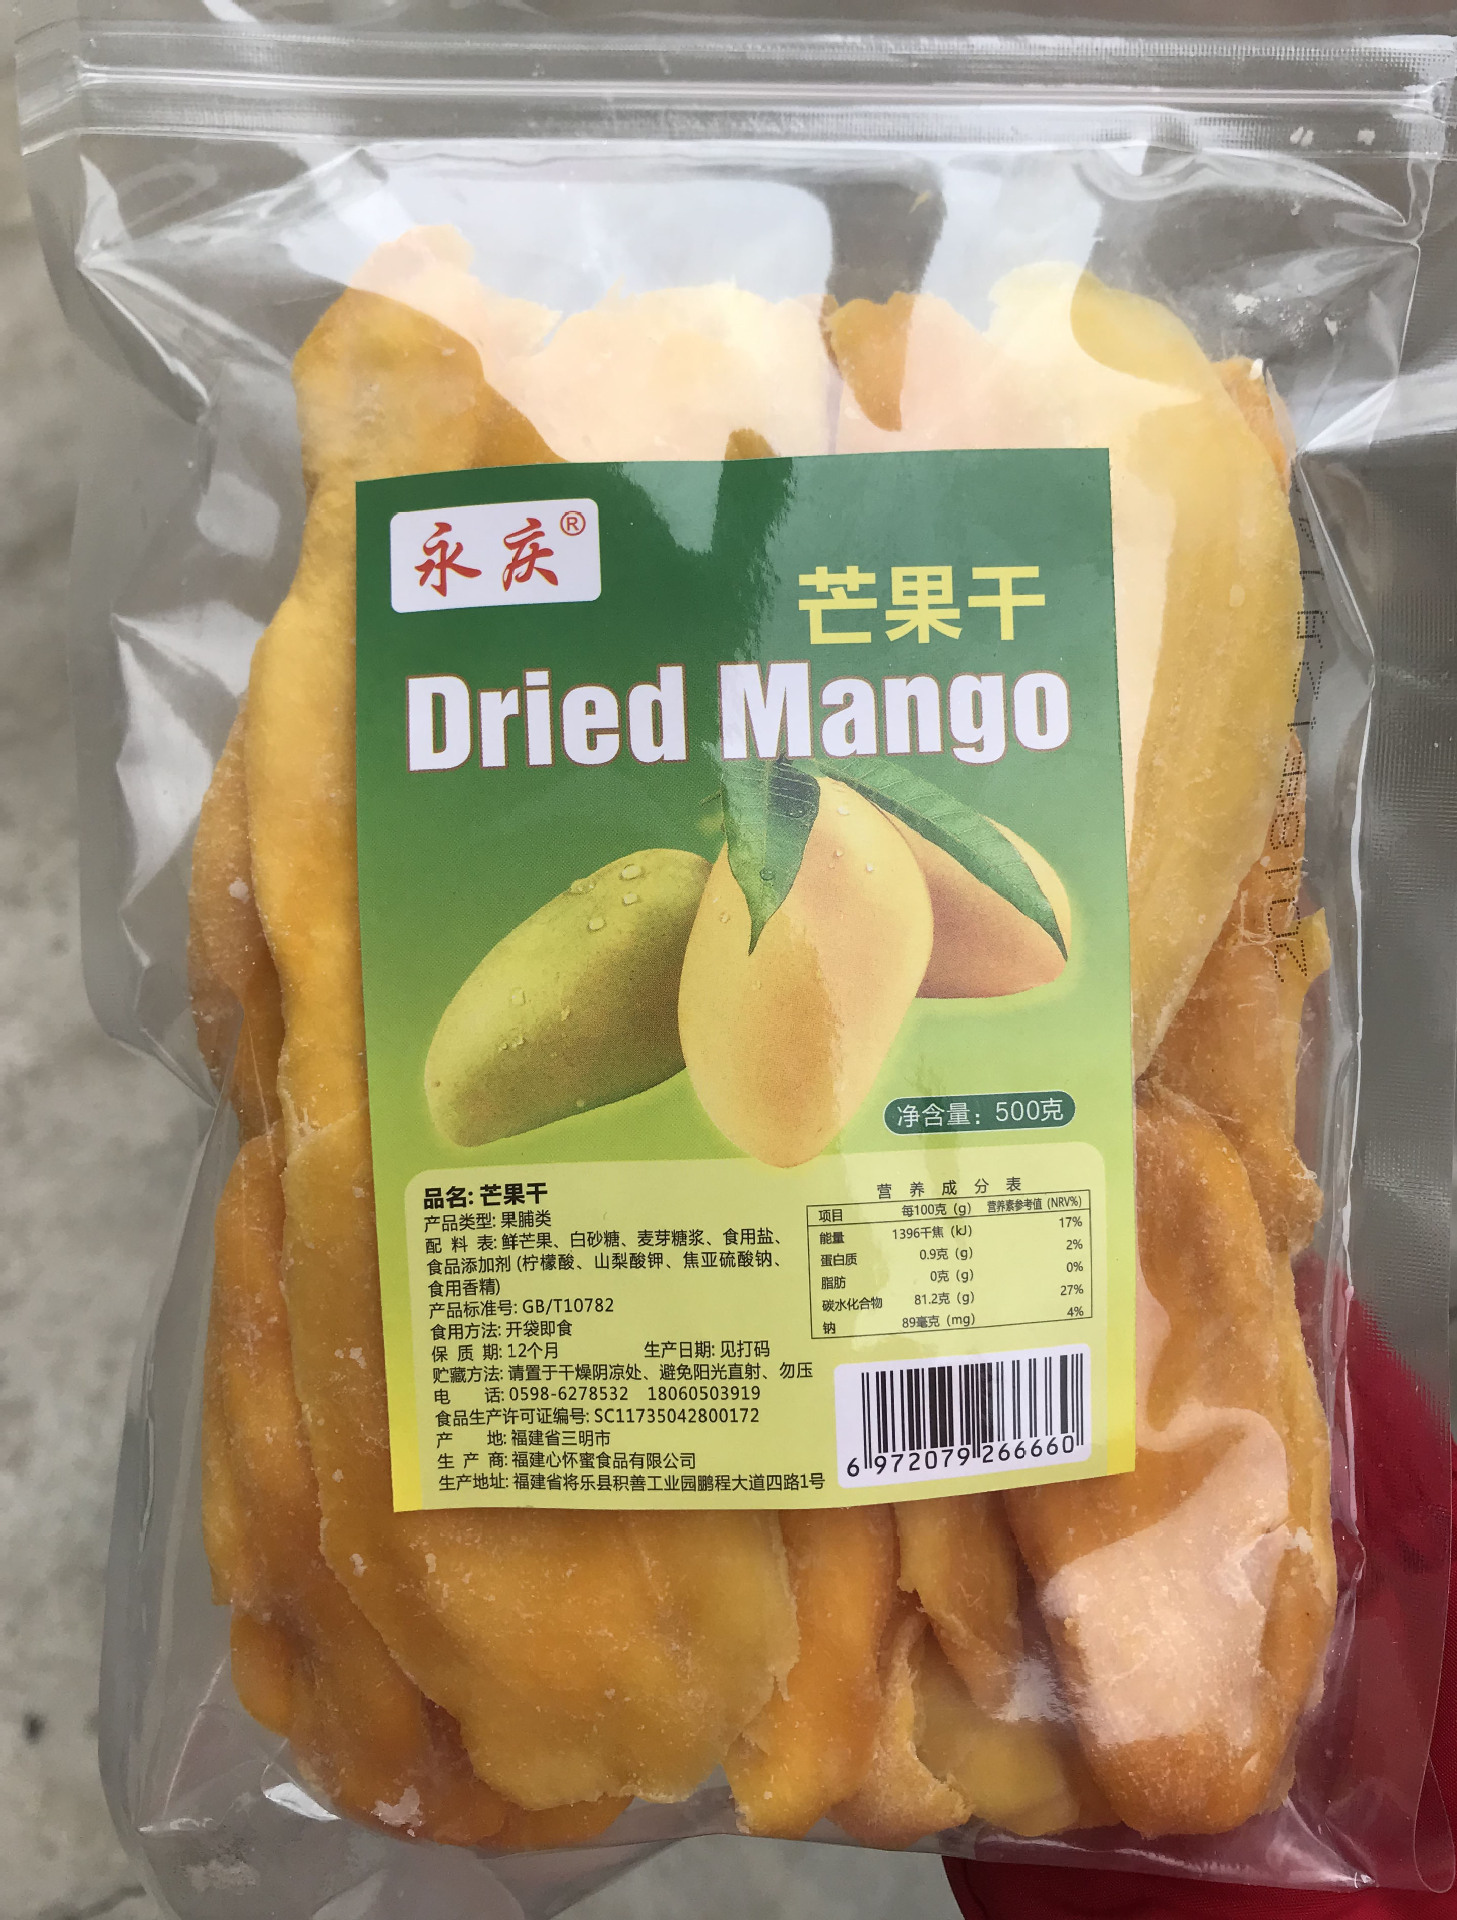 永庆®
芒果干
Dried Mango
净含量：500克
品名: 芒果干
产品类型: 果脯类
配 料 表: 鲜芒果、白砂糖、麦芽糖浆、食用盐、
食品添加剂 (柠檬酸、山梨酸钾、焦亚硫酸钠、
食用香精)
产品标准号: GB/T10782
食用方法: 开袋即食
保 质 期: 12个月 生产日期: 见打码
贮藏方法: 请置于干燥阴凉处、避免阳光直射、勿压
电 话: 0598-6278532 18060503919
食品生产许可证编号: SC11735042800172
产 地: 福建省三明市
生 产 商: 福建心怀蜜食品有限公司
生产地址: 福建省将乐县积善工业园鹏程大道四路1号
营 养 成 分 表
项目 每100克（g） 营养素参考值（NRV%）
能量 1396千焦（kJ） 17%
蛋白质 0.9克（g） 2%
脂肪 0克（g） 0%
碳水化合物 81.2克（g） 27%
钠 89毫克（mg） 4%
6 972079 266660